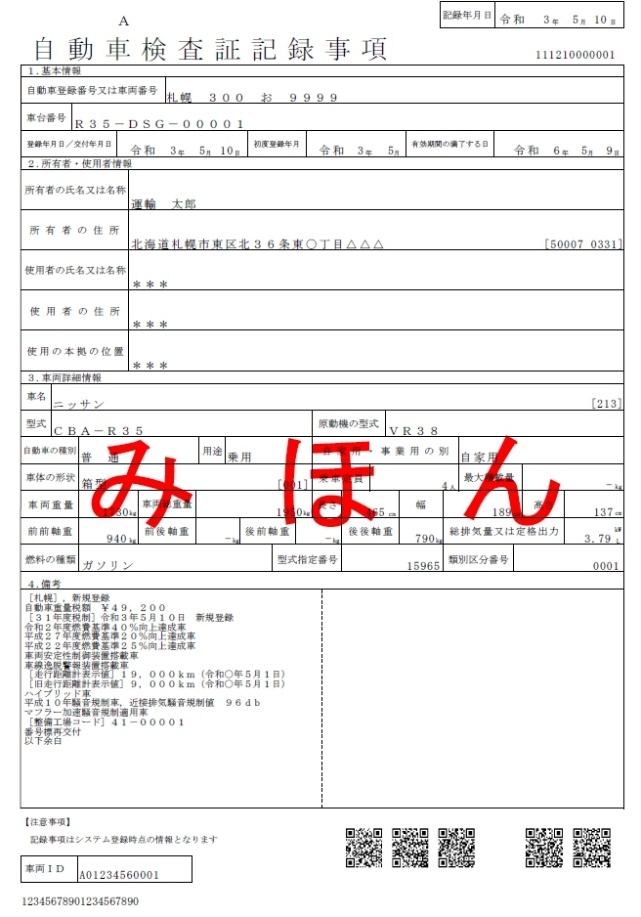 A
記録年月日 令和 3年 5月 10日
自動車検査証記録事項
111210000001
1.基本情報
自動車登録番号又は車両番号 札幌 300 お 9999
車台番号 R35-DSG-00001
登録年月日/交付年月日 令和 3年 5月 10日 初度登録年月 令和 3年 5月 有効期間の満了する日 令和 6年 5月 9日
2.所有者・使用者情報
所有者の氏名又は名称 運輸 太郎
所有者の住所 北海道札幌市東区北36条東○丁目△△△ [50007 0331]
使用者の氏名又は名称 ***
使用者の住所 ***
使用の本拠の位置 ***
3.車両詳細情報
車名 ニッサン [213]
型式 CBA-R35 原動機の型式 VR38
自動車の種別 普通 用途 乗用 自家用・事業用の別 自家用
車体の形状 箱型 [001] 乗車定員 4人 最大積載量 -kg
みほん
車両重量 kg 車両総重量 kg 長さ cm 幅 cm 高さ 137cm
前前軸重 940kg 前後軸重 -kg 後前軸重 -kg 後後軸重 790kg 総排気量又は定格出力 3.79 kW L
燃料の種類 ガソリン 型式指定番号 15965 類別区分番号 0001
4.備考
[札幌],新規登録
自動車重量税額 ¥49,200
[31年度税制]令和3年5月10日 新規登録
令和2年度燃費基準40%向上達成車
平成27年度燃費基準20%向上達成車
平成22年度燃費基準25%向上達成車
車両安定性制御装置搭載車
車線逸脱警報装置搭載車
[走行距離計表示値]19,000km(令和○年5月1日)
[旧走行距離計表示値]9,000km(令和○年5月1日)
ハイブリッド車
平成10年騒音規制車,近接排気騒音規制値 96db
マフラー加速騒音規制適用車
[整備工場コード]41-00001
番号標再交付
以下余白
【注意事項】
記録事項はシステム登録時点の情報となります
車両ID A01234560001
12345678901234567890